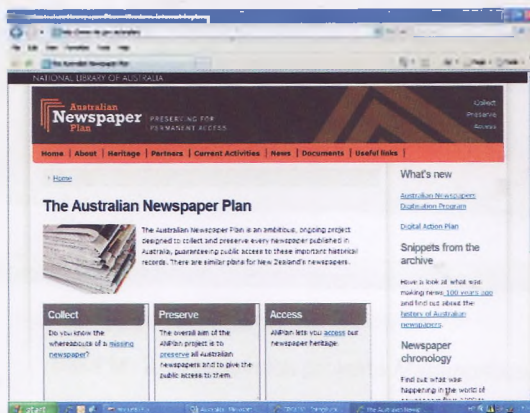 NATIONAL LIBRARY OF AUSTRALIA
Australian
Newspaper
Plan
PRESERVING FOR
PERMANENT ACCESS
Collect
Preserve
Access
Home | About | Heritage | Partners | Current Activities | News | Documents | Useful links |
Home
The Australian Newspaper Plan
The Australian Newspaper Plan is an ambitious, ongoing project
designed to collect and preserve every newspaper published in
Australia, guaranteeing public access to these important historical
records. There are similar plans for New Zealand's newspapers.
Collect
Do you know the
whereabouts of a missing
newspaper?
Preserve
The overall aim of the
ANPlan project is to
preserve all Australian
newspapers and to give the
public access to them.
Access
ANPlan lets you access our
newspaper heritage.
What's new
Australian Newspapers
Digitisation Program
Digital Action Plan
Snippets from the
archive
Have a look at what was
making news 100 years ago
and find out about the
history of Australian
newspapers.
Newspaper
chronology
Find out what was
happening in the world of
start